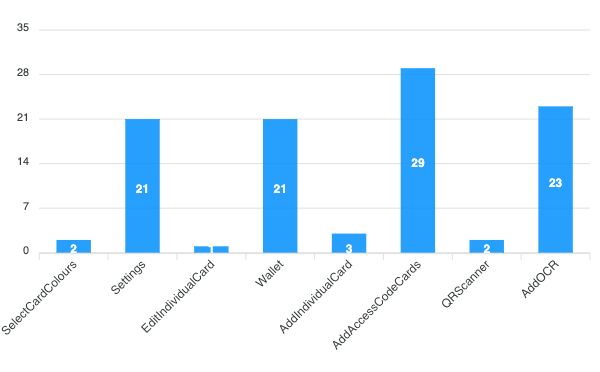 35
28
21
14
7
0
2
21
21
3
29
2
23
SelectCardColours
Settings
EditIndividualCard
Wallet
AddIndividualCard
AddAccessCodeCards
QRScanner
AddOCR